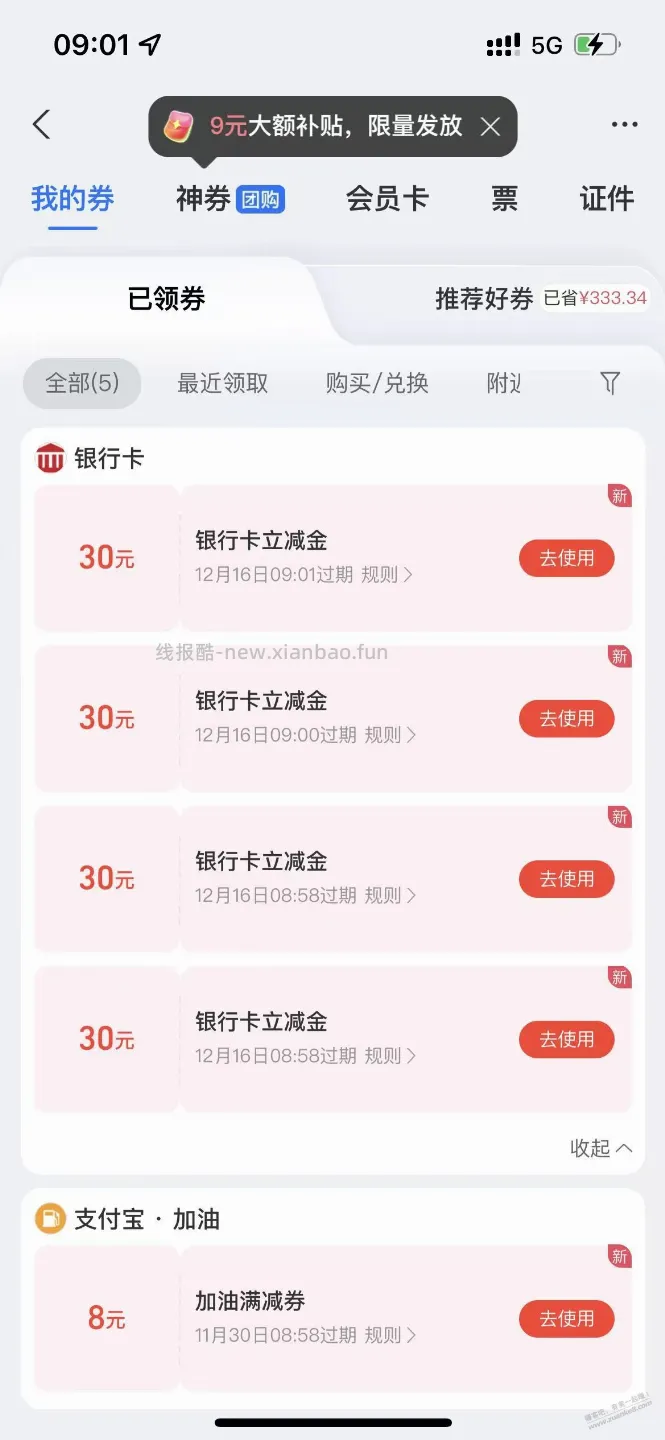 09:01
5G
9元大额补贴，限量发放
我的券 神券 团购 会员卡 票 证件
已领券
推荐好券 已省¥333.34
全部(5) 最近领取 购买/兑换 附近
银行卡
新
30元
银行卡立减金
12月16日09:01过期 规则
去使用
线报酷-new.xianbao.fun
新
30元
银行卡立减金
12月16日09:00过期 规则
去使用
新
30元
银行卡立减金
12月16日08:58过期 规则
去使用
新
30元
银行卡立减金
12月16日08:58过期 规则
去使用
收起
支付宝 · 加油
新
8元
加油满减券
11月30日08:58过期 规则
去使用